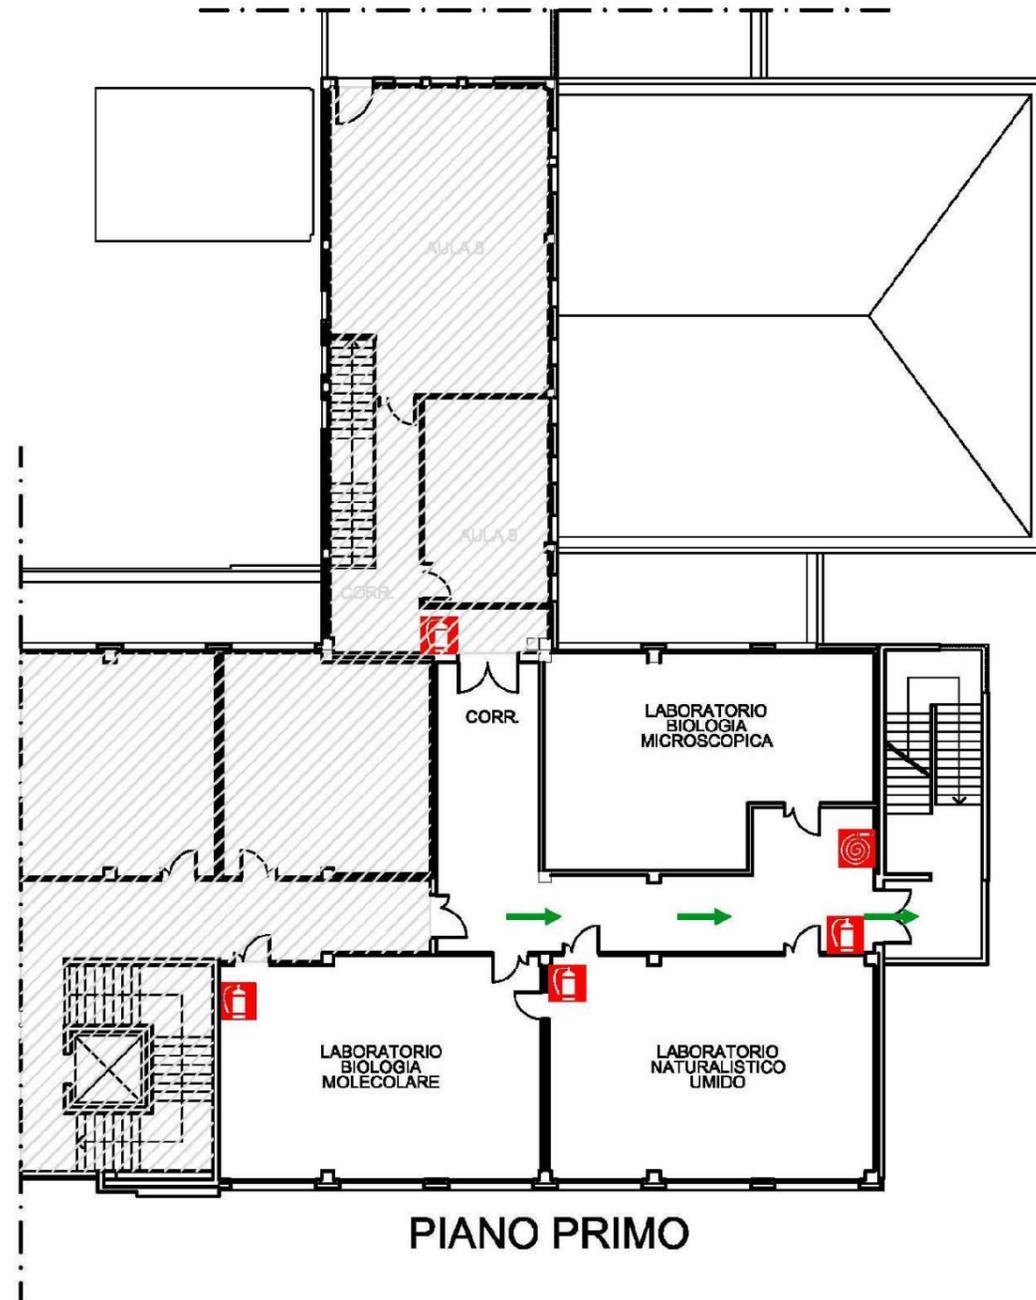 AULA 8
AULA 9
CORR.
CORR.
LABORATORIO
BIOLOGIA
MICROSCOPICA
LABORATORIO
BIOLOGIA
MOLECOLARE
LABORATORIO
NATURALISTICO
UMIDO
PIANO PRIMO